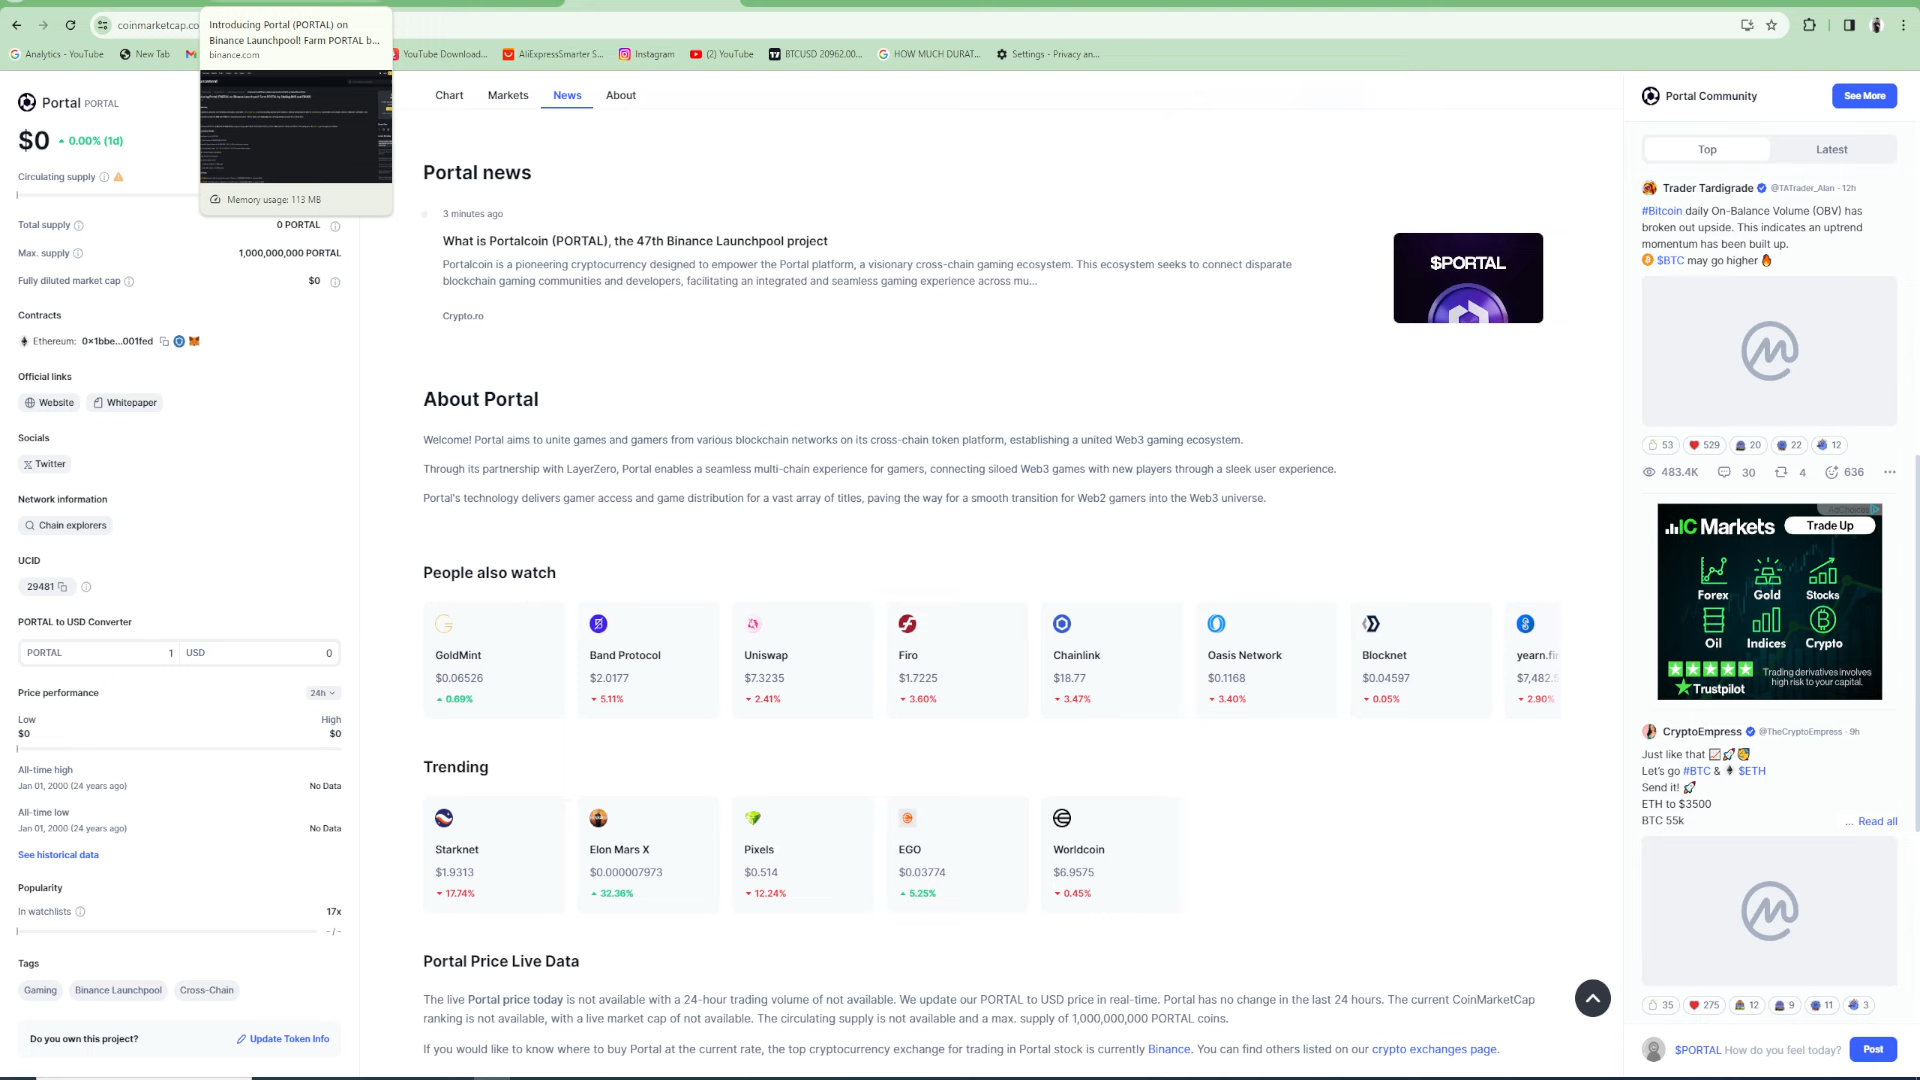 coinmarketcap.co
Introducing Portal (PORTAL) on
Binance Launchpool! Farm PORTAL b...
binance.com
Analytics - YouTube
New Tab
YouTube Download...
AliExpressSmarter S...
Instagram
(2) YouTube
BTCUSD 20962.00...
HOW MUCH DURAT...
Settings - Privacy an...
Memory usage: 113 MB
Portal PORTAL
$0 0.00% (1d)
Circulating supply
Total supply 0 PORTAL
Max. supply 1,000,000,000 PORTAL
Fully diluted market cap $0
Contracts
Ethereum: 0x1bbe...001fed
Official links
Website Whitepaper
Socials
Twitter
Network information
Chain explorers
UCID
29481
PORTAL to USD Converter
PORTAL 1 USD 0
Price performance 24h
Low High
$0 $0
All-time high
Jan 01, 2000 (24 years ago) No Data
All-time low
Jan 01, 2000 (24 years ago) No Data
See historical data
Popularity
In watchlists 17x
- / -
Tags
Gaming Binance Launchpool Cross-Chain
Do you own this project? Update Token Info
Chart Markets News About
Portal news
3 minutes ago
What is Portalcoin (PORTAL), the 47th Binance Launchpool project
Portalcoin is a pioneering cryptocurrency designed to empower the Portal platform, a visionary cross-chain gaming ecosystem. This ecosystem seeks to connect disparate
blockchain gaming communities and developers, facilitating an integrated and seamless gaming experience across mu...
Crypto.ro
$PORTAL
About Portal
Welcome! Portal aims to unite games and gamers from various blockchain networks on its cross-chain token platform, establishing a united Web3 gaming ecosystem.
Through its partnership with LayerZero, Portal enables a seamless multi-chain experience for gamers, connecting siloed Web3 games with new players through a sleek user experience.
Portal's technology delivers gamer access and game distribution for a vast array of titles, paving the way for a smooth transition for Web2 gamers into the Web3 universe.
People also watch
GoldMint Band Protocol Uniswap Firo Chainlink Oasis Network Blocknet yearn.fin
$0.06526 $2.0177 $7.3235 $1.7225 $18.77 $0.1168 $0.04597 $7,482.5
0.69% 5.11% 2.41% 3.60% 3.47% 3.40% 0.05% 2.90%
Trending
Starknet Elon Mars X Pixels EGO Worldcoin
$1.9313 $0.000007973 $0.514 $0.03774 $6.9575
17.74% 32.36% 12.24% 5.25% 0.45%
Portal Price Live Data
The live Portal price today is not available with a 24-hour trading volume of not available. We update our PORTAL to USD price in real-time. Portal has no change in the last 24 hours. The current CoinMarketCap
ranking is not available, with a live market cap of not available. The circulating supply is not available and a max. supply of 1,000,000,000 PORTAL coins.
If you would like to know where to buy Portal at the current rate, the top cryptocurrency exchange for trading in Portal stock is currently Binance. You can find others listed on our crypto exchanges page.
Portal Community See More
Top Latest
Trader Tardigrade @TATrader_Alan · 12h
#Bitcoin daily On-Balance Volume (OBV) has
broken out upside. This indicates an uptrend
momentum has been built up.
$BTC may go higher
53 529 20 22 12
483.4K 30 4 636
AdChoices
IC Markets Trade Up
Forex Gold Stocks
Oil Indices Crypto
Trustpilot
Trading derivatives involves
high risk to your capital.
CryptoEmpress @TheCryptoEmpress · 9h
Just like that
Let's go #BTC & $ETH
Send it!
ETH to $3500
BTC 55k ... Read all
35 275 12 9 11 3
$PORTAL How do you feel today? Post